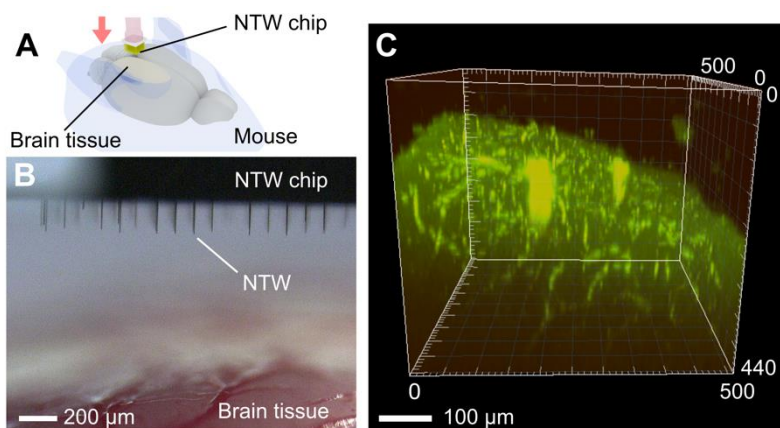 A
NTW chip
Brain tissue
Mouse
B
NTW chip
NTW
200 µm
Brain tissue
C
500
0
0
440
0
500
100 µm